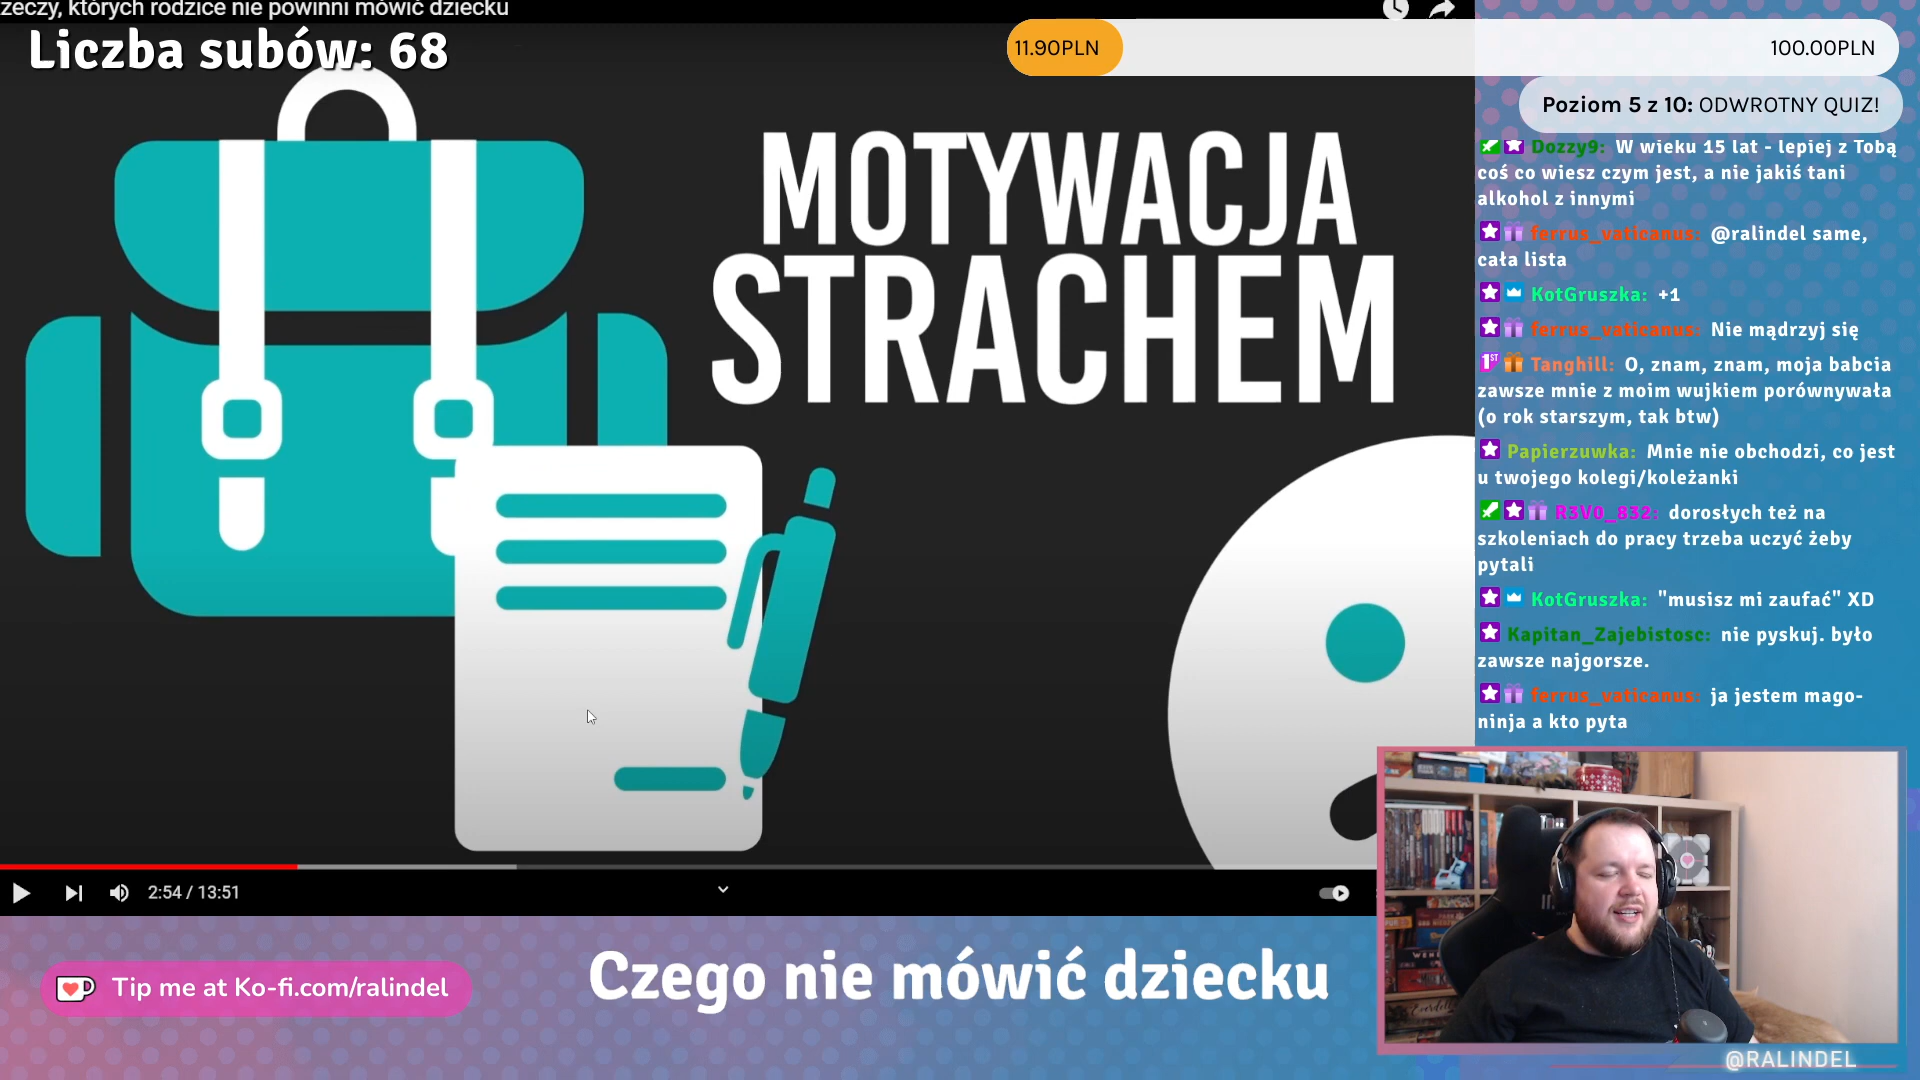 zeczy, których rodzice nie powinni mówić dziecku
Liczba subów: 68
11.90PLN
100.00PLN
Poziom 5 z 10: ODWROTNY QUIZ!
MOTYWACJA
STRACHEM
Dozzy9: W wieku 15 lat - lepiej z Tobą
coś co wiesz czym jest, a nie jakiś tani
alkohol z innymi
ferrus_vaticanus: @ralindel same,
cała lista
KotGruszka: +1
ferrus_vaticanus: Nie mądrzyj się
1ST Tanghill: O, znam, znam, moja babcia
zawsze mnie z moim wujkiem porównywała
(o rok starszym, tak btw)
Papierzuwka: Mnie nie obchodzi, co jest
u twojego kolegi/koleżanki
R3V0_832: dorosłych też na
szkoleniach do pracy trzeba uczyć żeby
pytali
KotGruszka: "musisz mi zaufać" XD
Kapitan_Zajebistosc: nie pyskuj. było
zawsze najgorsze.
ferrus_vaticanus: ja jestem mago-
ninja a kto pyta
2:54 / 13:51
Tip me at Ko-fi.com/ralindel
Czego nie mówić dziecku
@RALINDEL